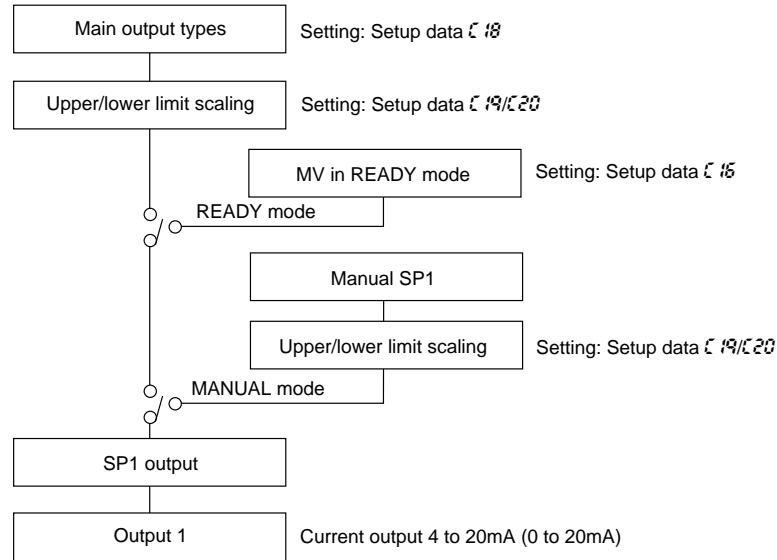 Main output types
Setting: Setup data C18
Upper/lower limit scaling
Setting: Setup data C19/C20
MV in READY mode
Setting: Setup data C16
READY mode
Manual SP1
Upper/lower limit scaling
Setting: Setup data C19/C20
MANUAL mode
SP1 output
Output 1
Current output 4 to 20mA (0 to 20mA)